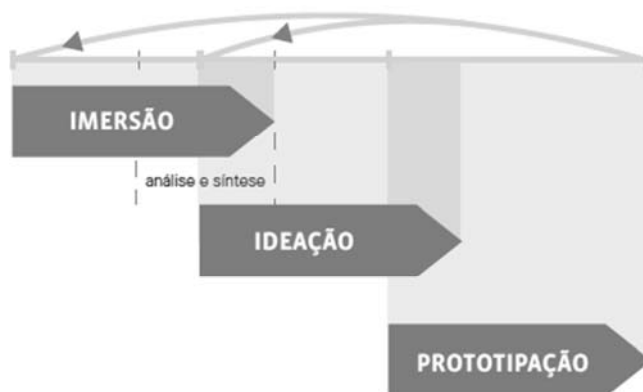 IMERSÃO
análise e síntese
IDEAÇÃO
PROTOTIPAÇÃO